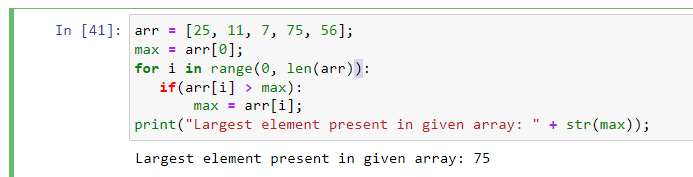 In [41]: arr = [25, 11, 7, 75, 56];
max = arr[0];
for i in range(0, len(arr)):
   if(arr[i] > max):
       max = arr[i];
print("Largest element present in given array: " + str(max));
Largest element present in given array: 75